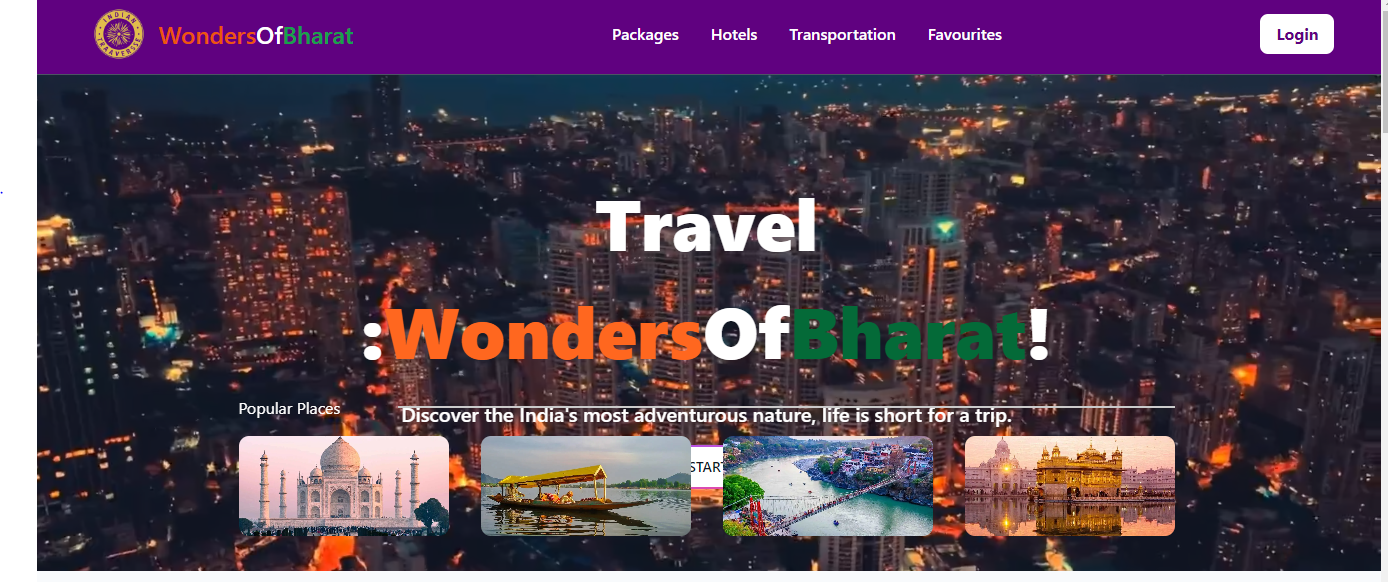 INDIAN
TRAAVERSSE
WondersOfBharat
Packages
Hotels
Transportation
Favourites
Login
Travel
:WondersOfBharat!
Popular Places
Discover the India's most adventurous nature, life is short for a trip.
START